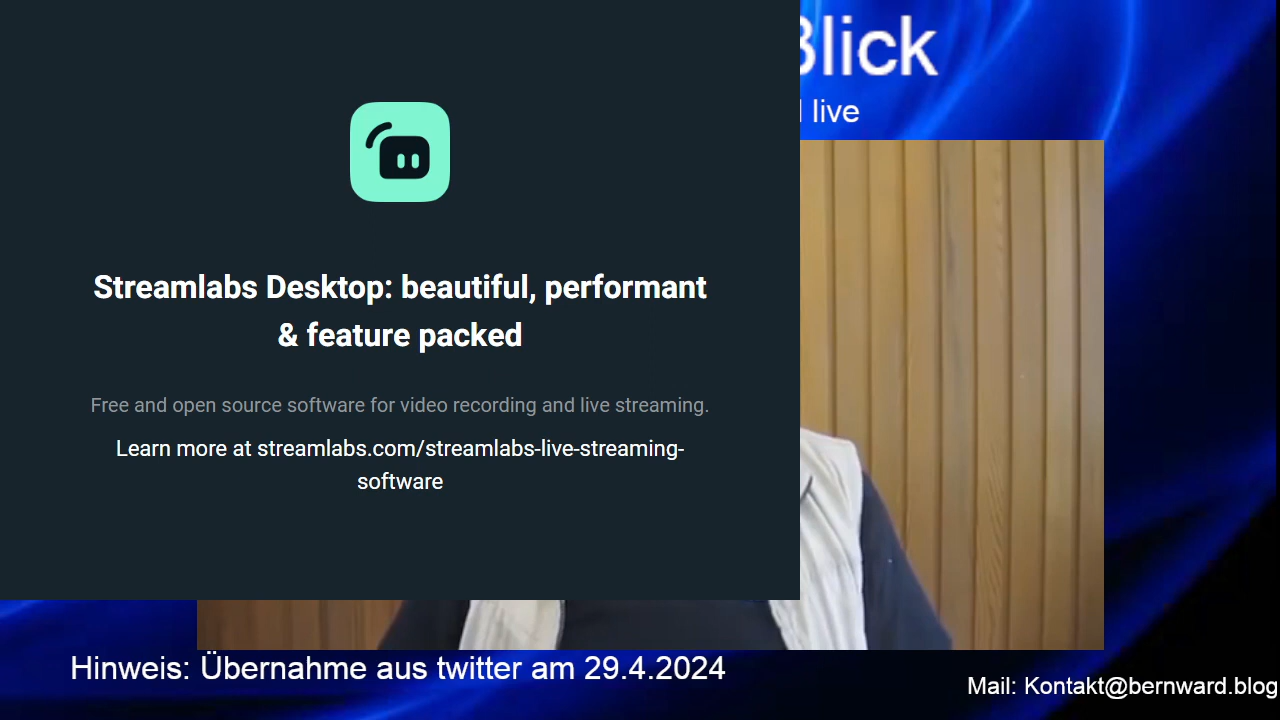 Blick
live
Streamlabs Desktop: beautiful, performant
& feature packed
Free and open source software for video recording and live streaming.
Learn more at streamlabs.com/streamlabs-live-streaming-
software
Hinweis: Übernahme aus twitter am 29.4.2024
Mail: Kontakt@bernward.blog